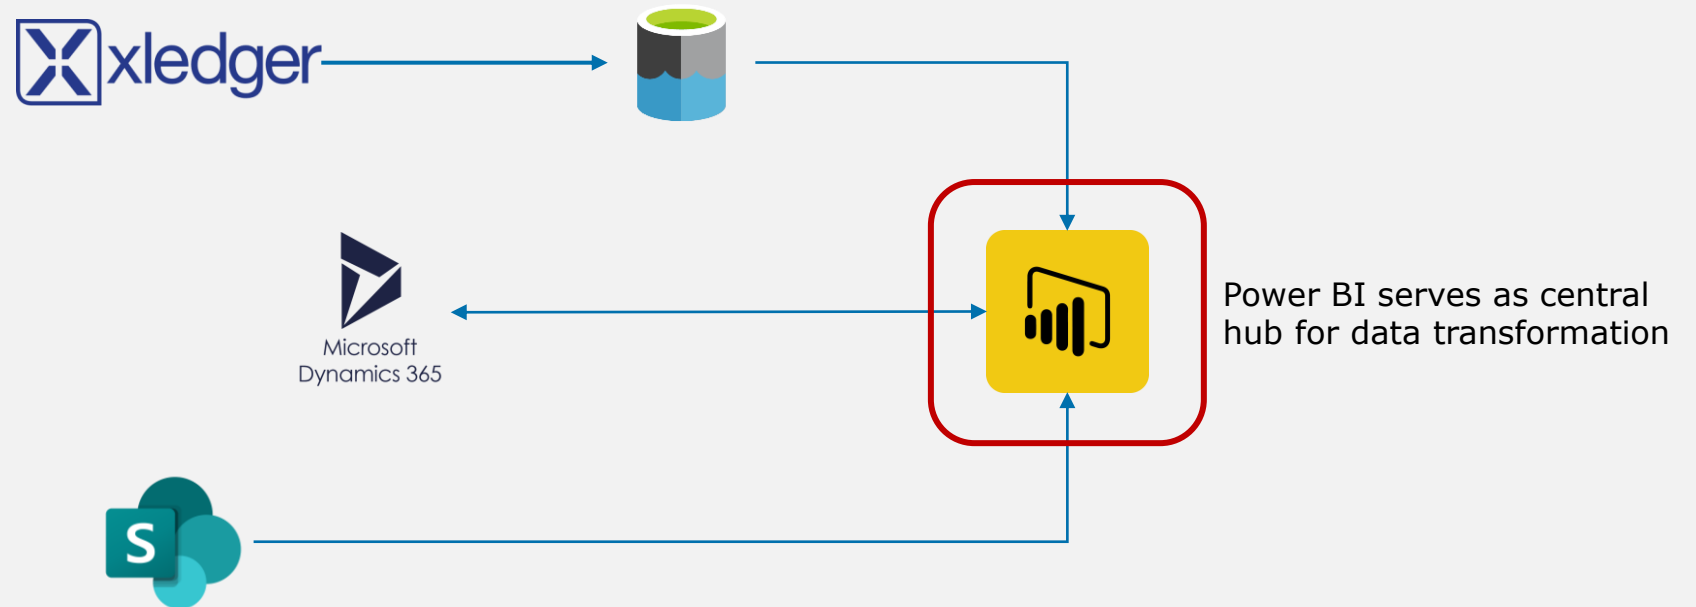 xledger
Microsoft
Dynamics 365
Power BI serves as central
hub for data transformation
S